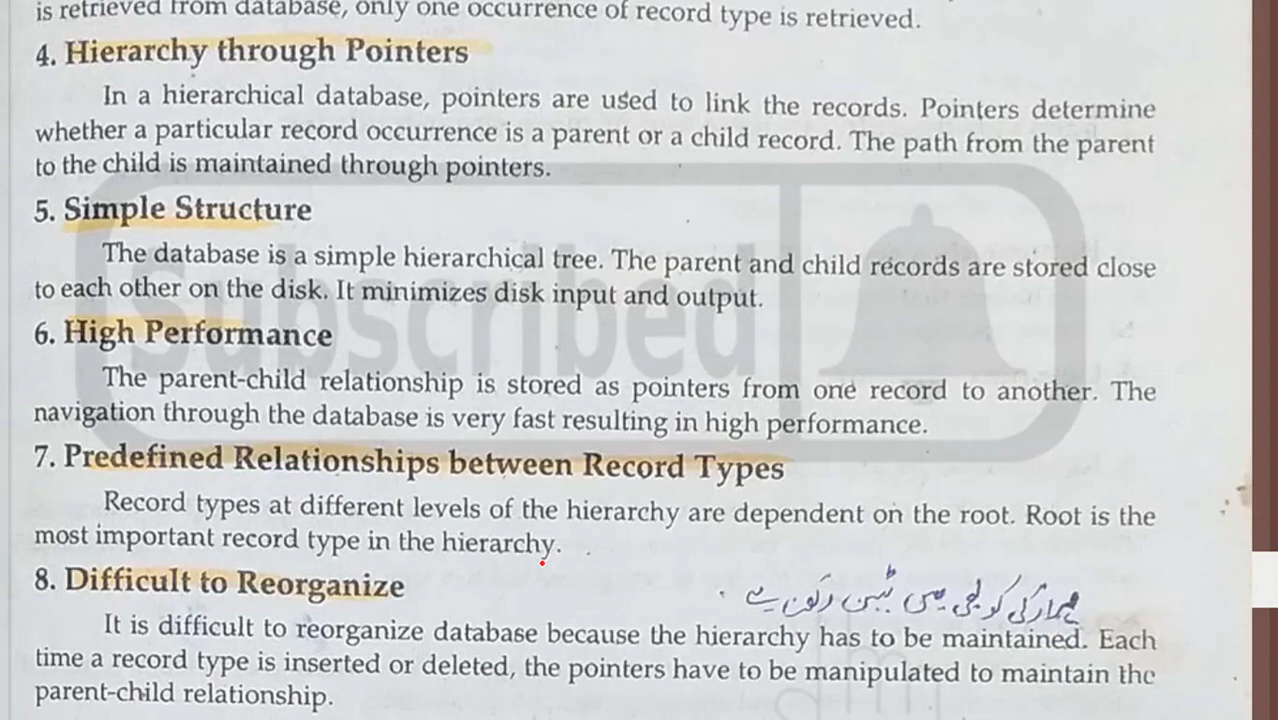 is retrieved from database, only one occurrence of record type is retrieved.
4. Hierarchy through Pointers
In a hierarchical database, pointers are used to link the records. Pointers determine
whether a particular record occurrence is a parent or a child record. The path from the parent
to the child is maintained through pointers.
5. Simple Structure
The database is a simple hierarchical tree. The parent and child records are stored close
to each other on the disk. It minimizes disk input and output.
6. High Performance
The parent-child relationship is stored as pointers from one record to another. The
navigation through the database is very fast resulting in high performance.
7. Predefined Relationships between Record Types
Record types at different levels of the hierarchy are dependent on the root. Root is the
most important record type in the hierarchy.
8. Difficult to Reorganize
It is difficult to reorganize database because the hierarchy has to be maintained. Each
time a record type is inserted or deleted, the pointers have to be manipulated to maintain the
parent-child relationship.
Subscribed